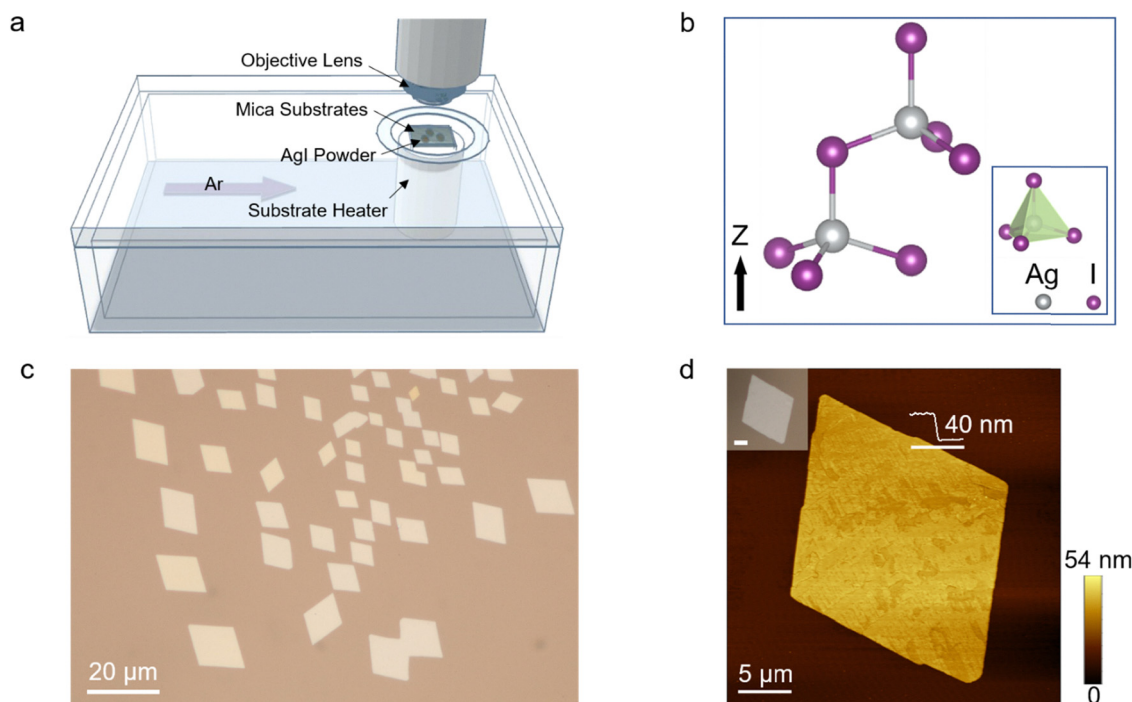 a
Objective Lens
Mica Substrates
AgI Powder
Ar
Substrate Heater
b
Z
Ag I
c
20 μm
d
40 nm
54 nm
5 μm
0